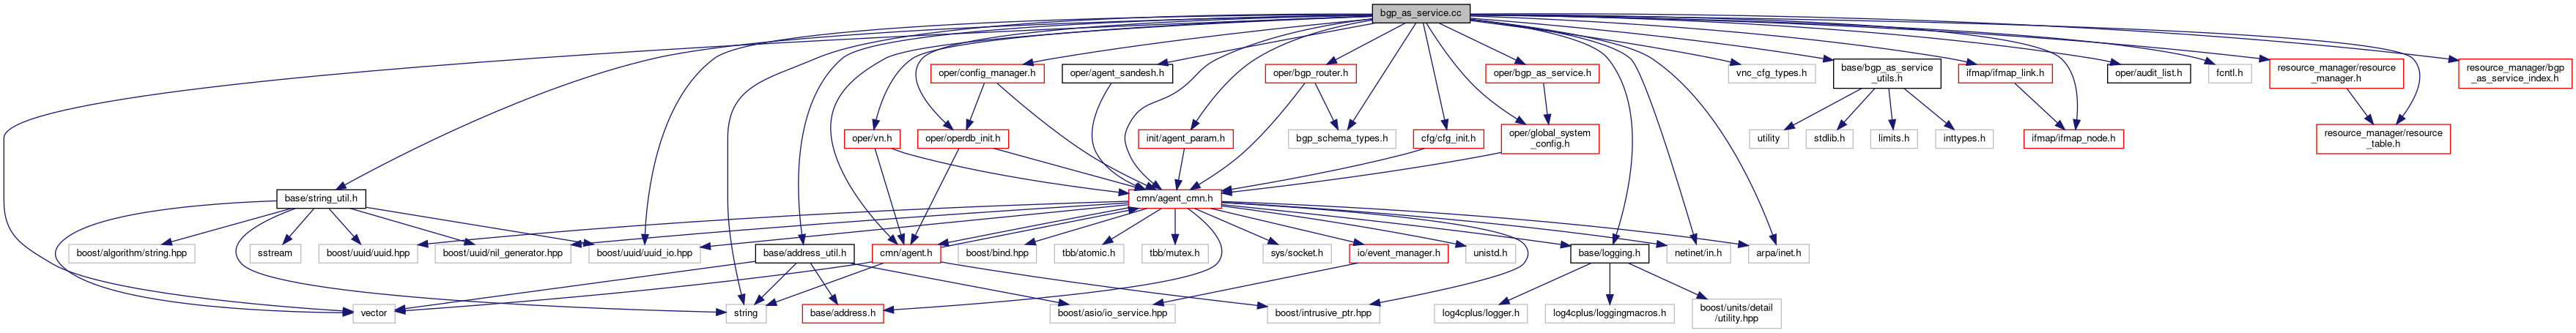 bgp_as_service.cc
oper/config_manager.h
oper/agent_sandesh.h
oper/bgp_router.h
oper/bgp_as_service.h
vnc_cfg_types.h
base/bgp_as_service
_utils.h
ifmap/ifmap_link.h
oper/audit_list.h
fcntl.h
resource_manager/resource
_manager.h
resource_manager/bgp
_as_service_index.h
oper/vn.h
oper/operdb_init.h
init/agent_param.h
bgp_schema_types.h
cfg/cfg_init.h
oper/global_system
_config.h
utility
stdlib.h
limits.h
inttypes.h
ifmap/ifmap_node.h
resource_manager/resource
_table.h
base/string_util.h
cmn/agent_cmn.h
boost/algorithm/string.hpp
sstream
boost/uuid/uuid.hpp
boost/uuid/nil_generator.hpp
boost/uuid/uuid_io.hpp
base/address_util.h
cmn/agent.h
boost/bind.hpp
tbb/atomic.h
tbb/mutex.h
sys/socket.h
io/event_manager.h
unistd.h
base/logging.h
netinet/in.h
arpa/inet.h
vector
string
base/address.h
boost/asio/io_service.hpp
boost/intrusive_ptr.hpp
log4cplus/logger.h
log4cplus/loggingmacros.h
boost/units/detail
/utility.hpp